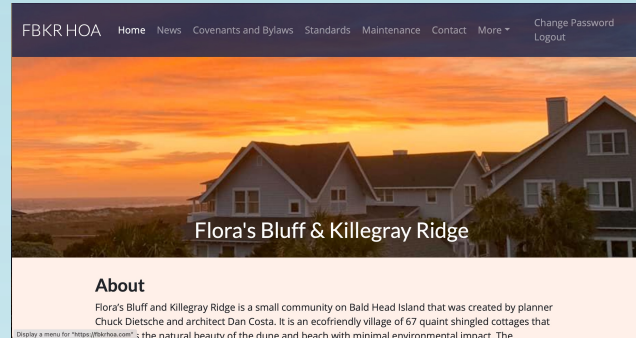 FBKR HOA
Home News Covenants and Bylaws Standards Maintenance Contact More
Change Password
Logout
Flora's Bluff & Killegray Ridge
About
Flora's Bluff and Killegray Ridge is a small community on Bald Head Island that was created by planner
Chuck Dietsche and architect Dan Costa. It is an ecofriendly village of 67 quaint shingled cottages that
the natural beauty of the dune and beach with minimal environmental impact. The
Display a menu for "https://fbkrhoa.com"